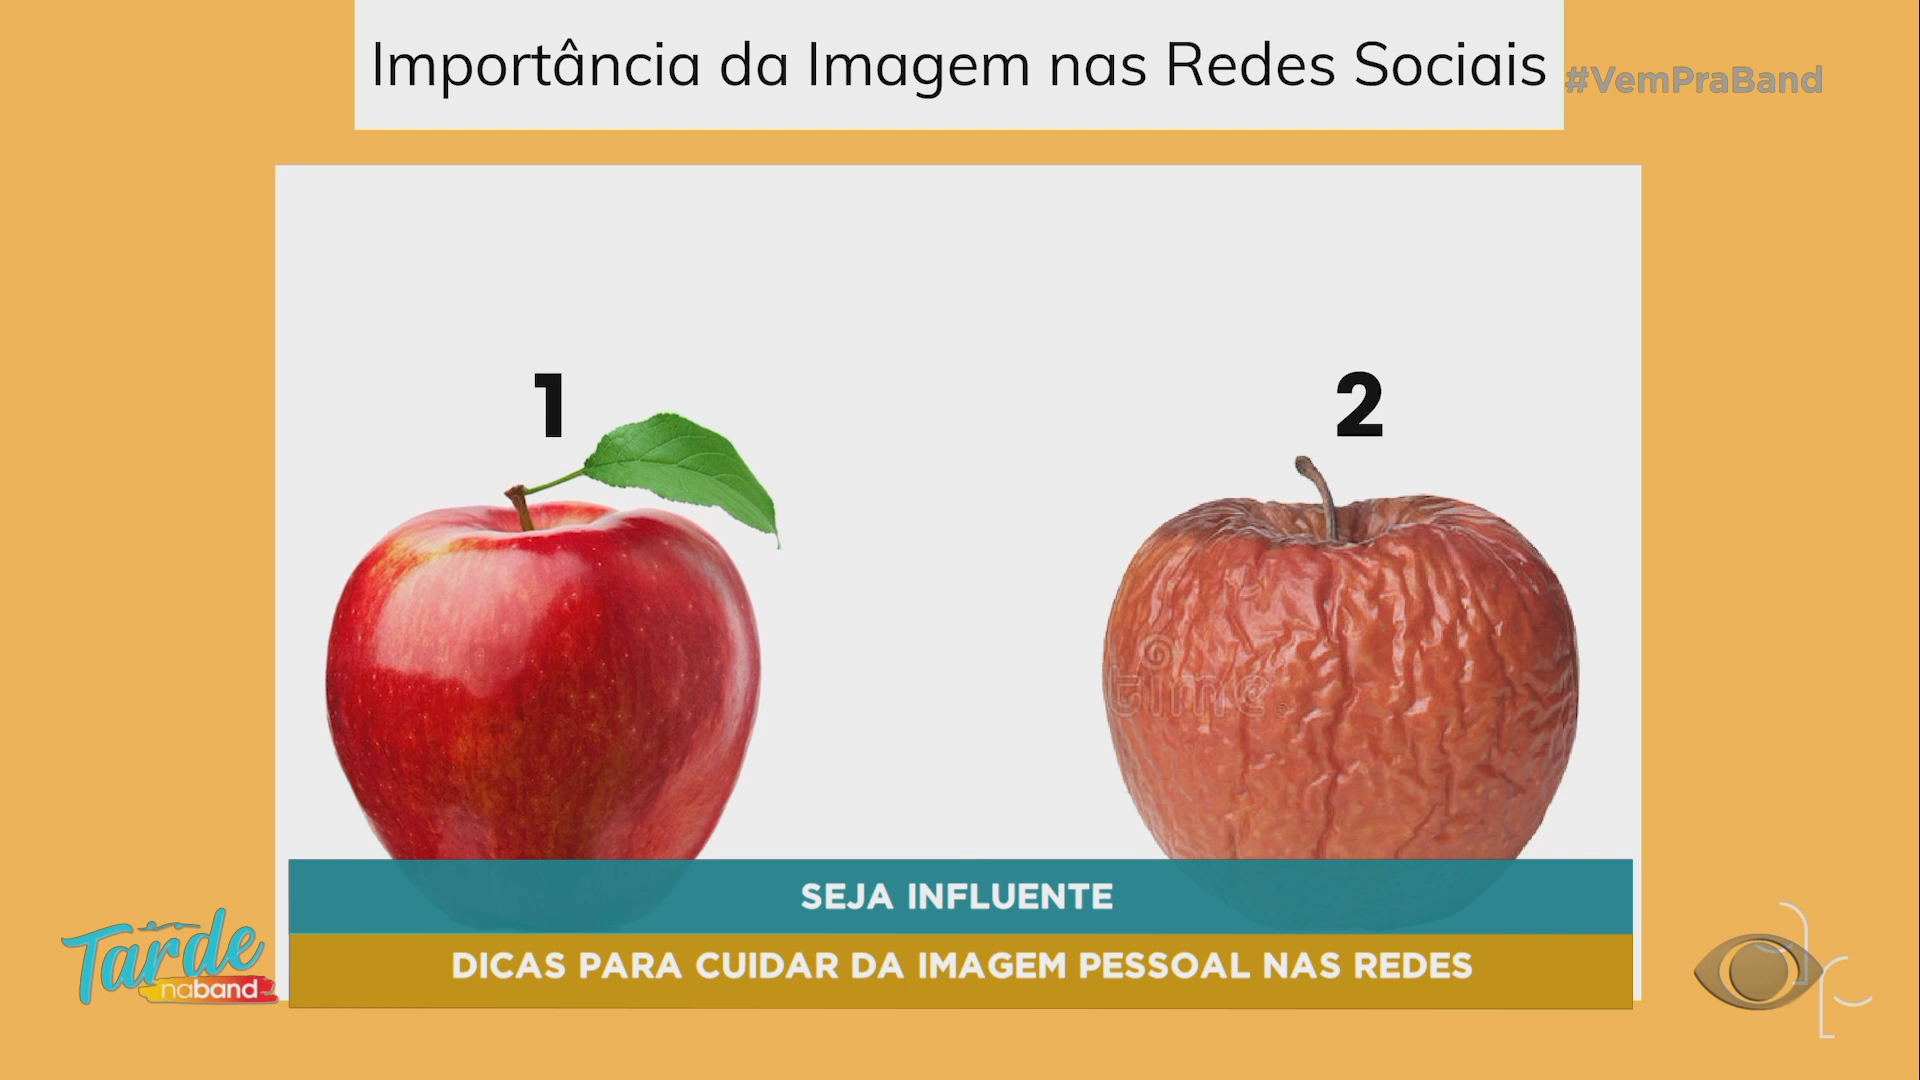 Importância da Imagem nas Redes Sociais
#VemPraBand
1
2
time.
SEJA INFLUENTE
DICAS PARA CUIDAR DA IMAGEM PESSOAL NAS REDES
Tarde
naband